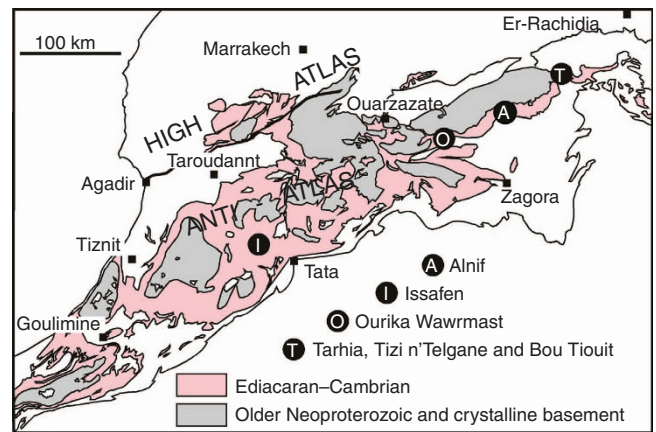 Er-Rachidia
100 km
Marrakech
HIGH ATLAS
T
Ouarzazate
A
O
Taroudannt
Agadir
ANTI ATLAS
Zagora
Tiznit
I
Tata
A Alnif
I Issafen
Goulimine
O Ourika Wawrmast
T Tarhia, Tizi n'Telgane and Bou Tiouit
Ediacaran–Cambrian
Older Neoproterozoic and crystalline basement